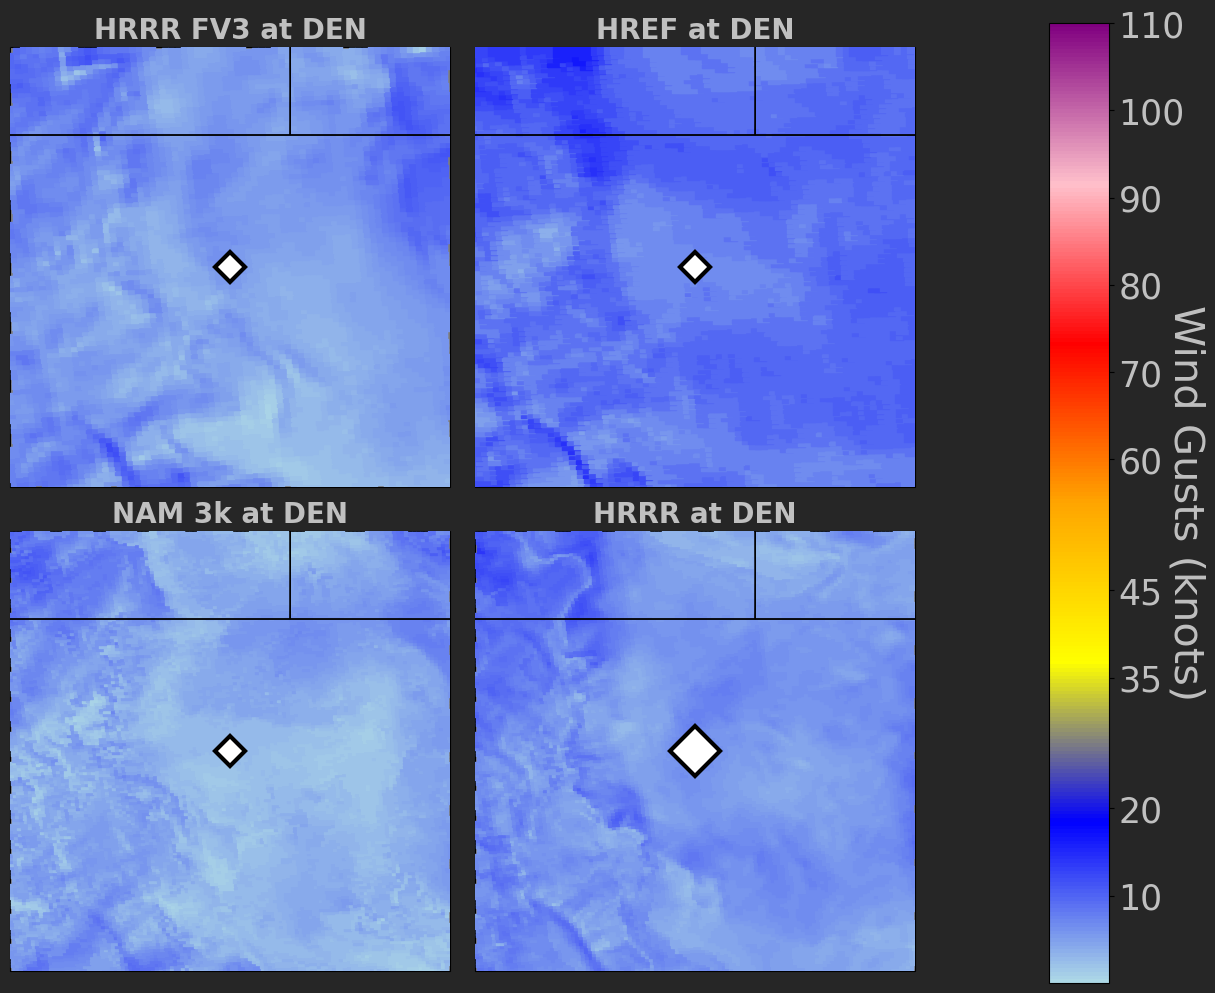 HRRR FV3 at DEN
HREF at DEN
NAM 3k at DEN
HRRR at DEN
110
100
90
80
70
60
45
35
20
10
Wind Gusts (knots)